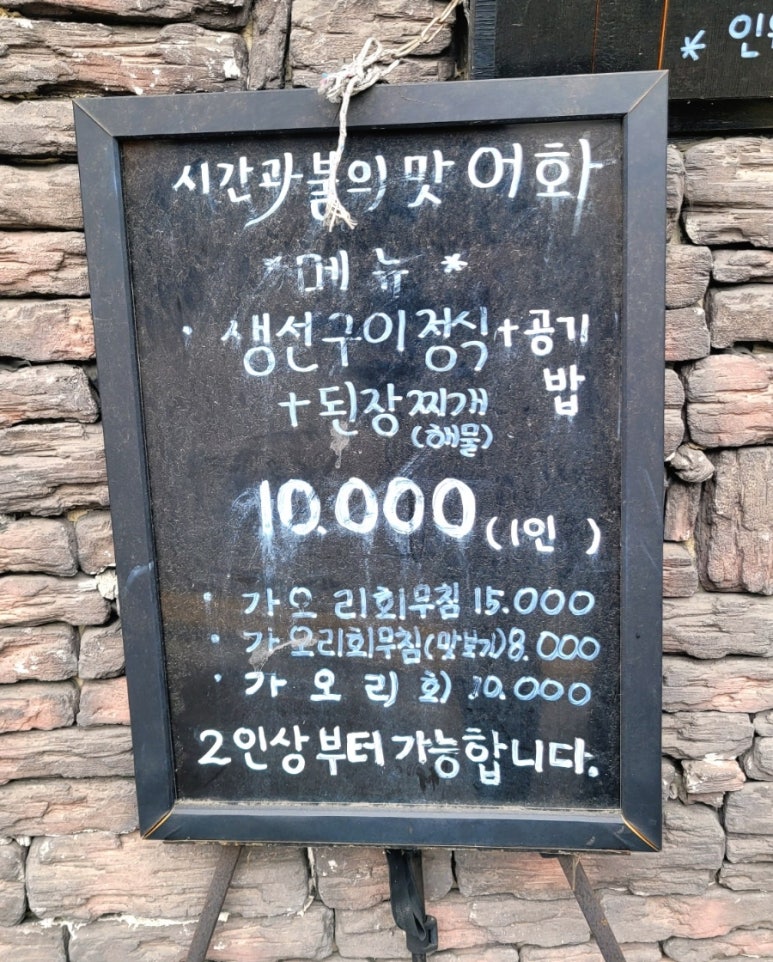 * 인
시간과 불의 맛 어화
* 메뉴 *
· 생선구이 정식 + 공기
밥
+ 된장찌개
(해물)
10.000 (1인 )
· 가오리회무침 15.000
· 가오리회무침(맛보기) 8.000
· 가오리회 10.000
2인상부터 가능합니다.